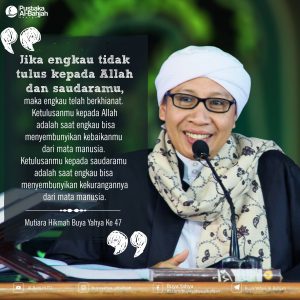 Pustaka
Al-Bahjah
Jika engkau tidak
tulus kepada Allah
dan saudaramu,
maka engkau telah berkhianat.
Ketulusanmu kepada Allah
adalah saat engkau bisa
menyembunyikan kebaikanmu
dari mata manusia.
Ketulusanmu kepada saudaramu
adalah saat engkau bisa
menyembunyikan kekurangannya
dari mata manusia.
Mutiara Hikmah Buya Yahya Ke 47